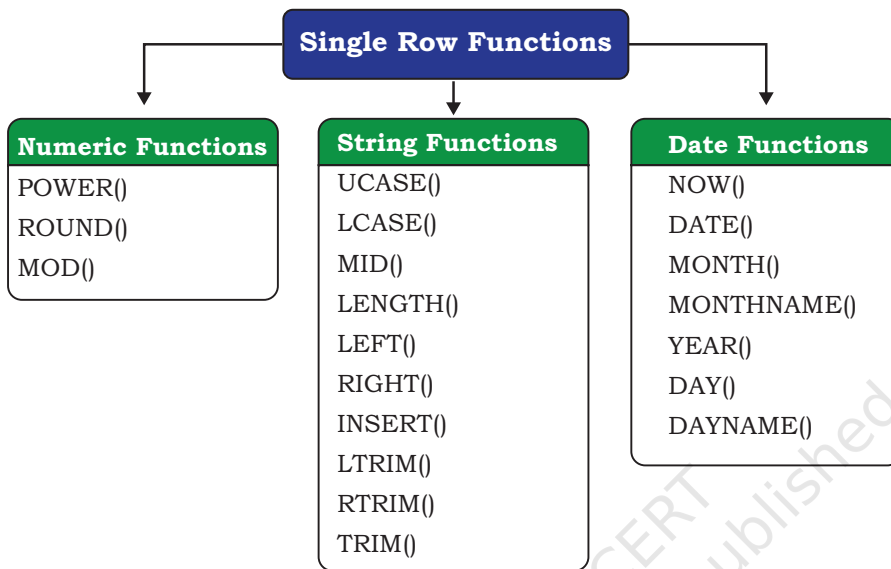 Single Row Functions
Numeric Functions
POWER()
ROUND()
MOD()
String Functions
UCASE()
LCASE()
MID()
LENGTH()
LEFT()
RIGHT()
INSERT()
LTRIM()
RTRIM()
TRIM()
Date Functions
NOW()
DATE()
MONTH()
MONTHNAME()
YEAR()
DAY()
DAYNAME()